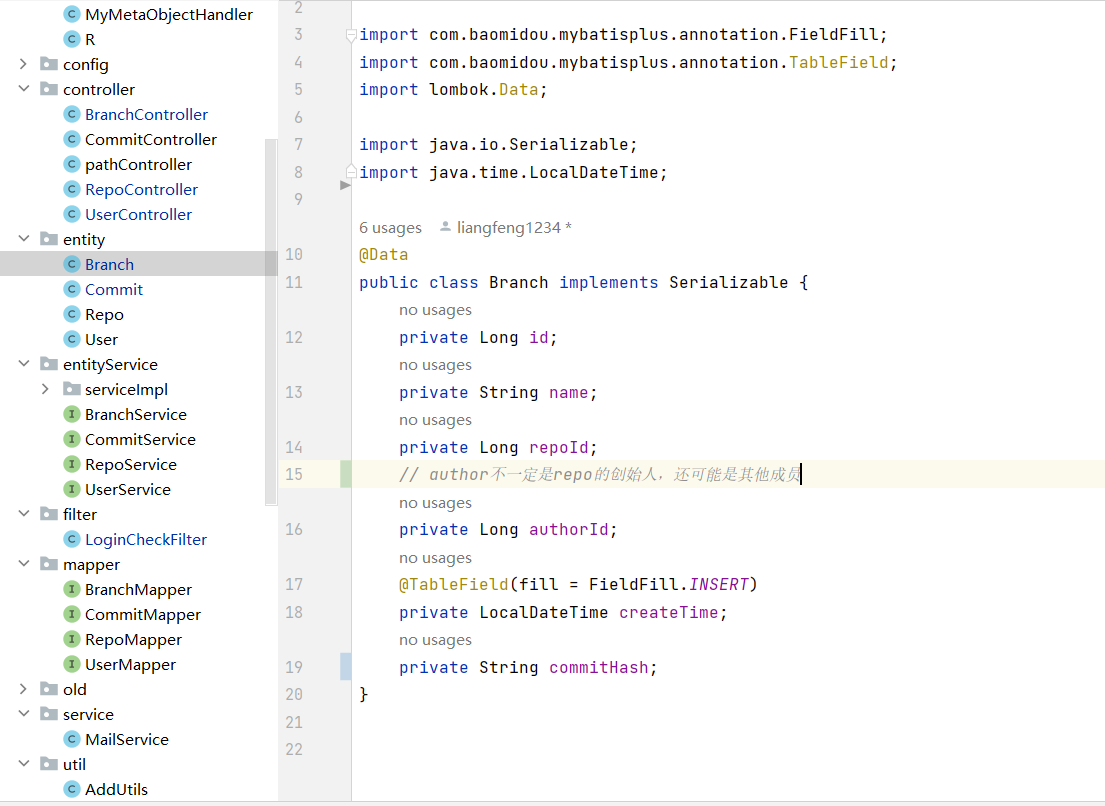 MyMetaObjectHandler
R
config
controller
BranchController
CommitController
pathController
RepoController
UserController
entity
Branch
Commit
Repo
User
entityService
serviceImpl
BranchService
CommitService
RepoService
UserService
filter
LoginCheckFilter
mapper
BranchMapper
CommitMapper
RepoMapper
UserMapper
old
service
MailService
util
AddUtils
2
3 import com.baomidou.mybatisplus.annotation.FieldFill;
4 import com.baomidou.mybatisplus.annotation.TableField;
5 import lombok.Data;
6
7 import java.io.Serializable;
8 import java.time.LocalDateTime;
9
6 usages liangfeng1234 *
10 @Data
11 public class Branch implements Serializable {
no usages
12 private Long id;
no usages
13 private String name;
no usages
14 private Long repoId;
15 // author不一定是repo的创始人，还可能是其他成员
no usages
16 private Long authorId;
no usages
17 @TableField(fill = FieldFill.INSERT)
18 private LocalDateTime createTime;
no usages
19 private String commitHash;
20 }
21
22